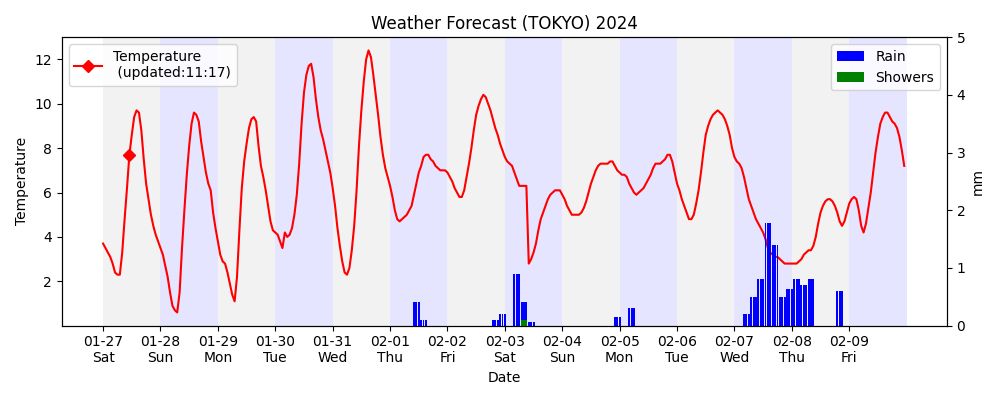 Weather Forecast (TOKYO) 2024
Temperature
(updated:11:17)
Rain
Showers
12
10
8
6
4
2
Temperature
5
4
3
2
1
0
mm
01-27 01-28 01-29 01-30 01-31 02-01 02-02 02-03 02-04 02-05 02-06 02-07 02-08 02-09
Sat Sun Mon Tue Wed Thu Fri Sat Sun Mon Tue Wed Thu Fri
Date